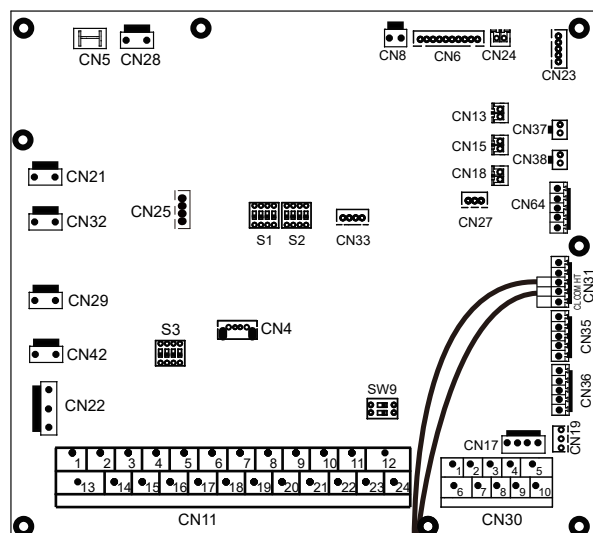 CN5
CN28
CN8
CN6
CN24
CN23
CN13
CN37
CN15
CN38
CN18
CN21
CN25
CN27
CN64
CN32
S1
S2
CN33
CL COM HT
CN31
CN29
CN4
S3
CN35
CN42
CN36
SW9
CN22
CN17
CN19
1 2 3 4 5 6 7 8 9 10 11 12
13 14 15 16 17 18 19 20 21 22 23 24
CN11
1 2 3 4 5
6 7 8 9 10
CN30